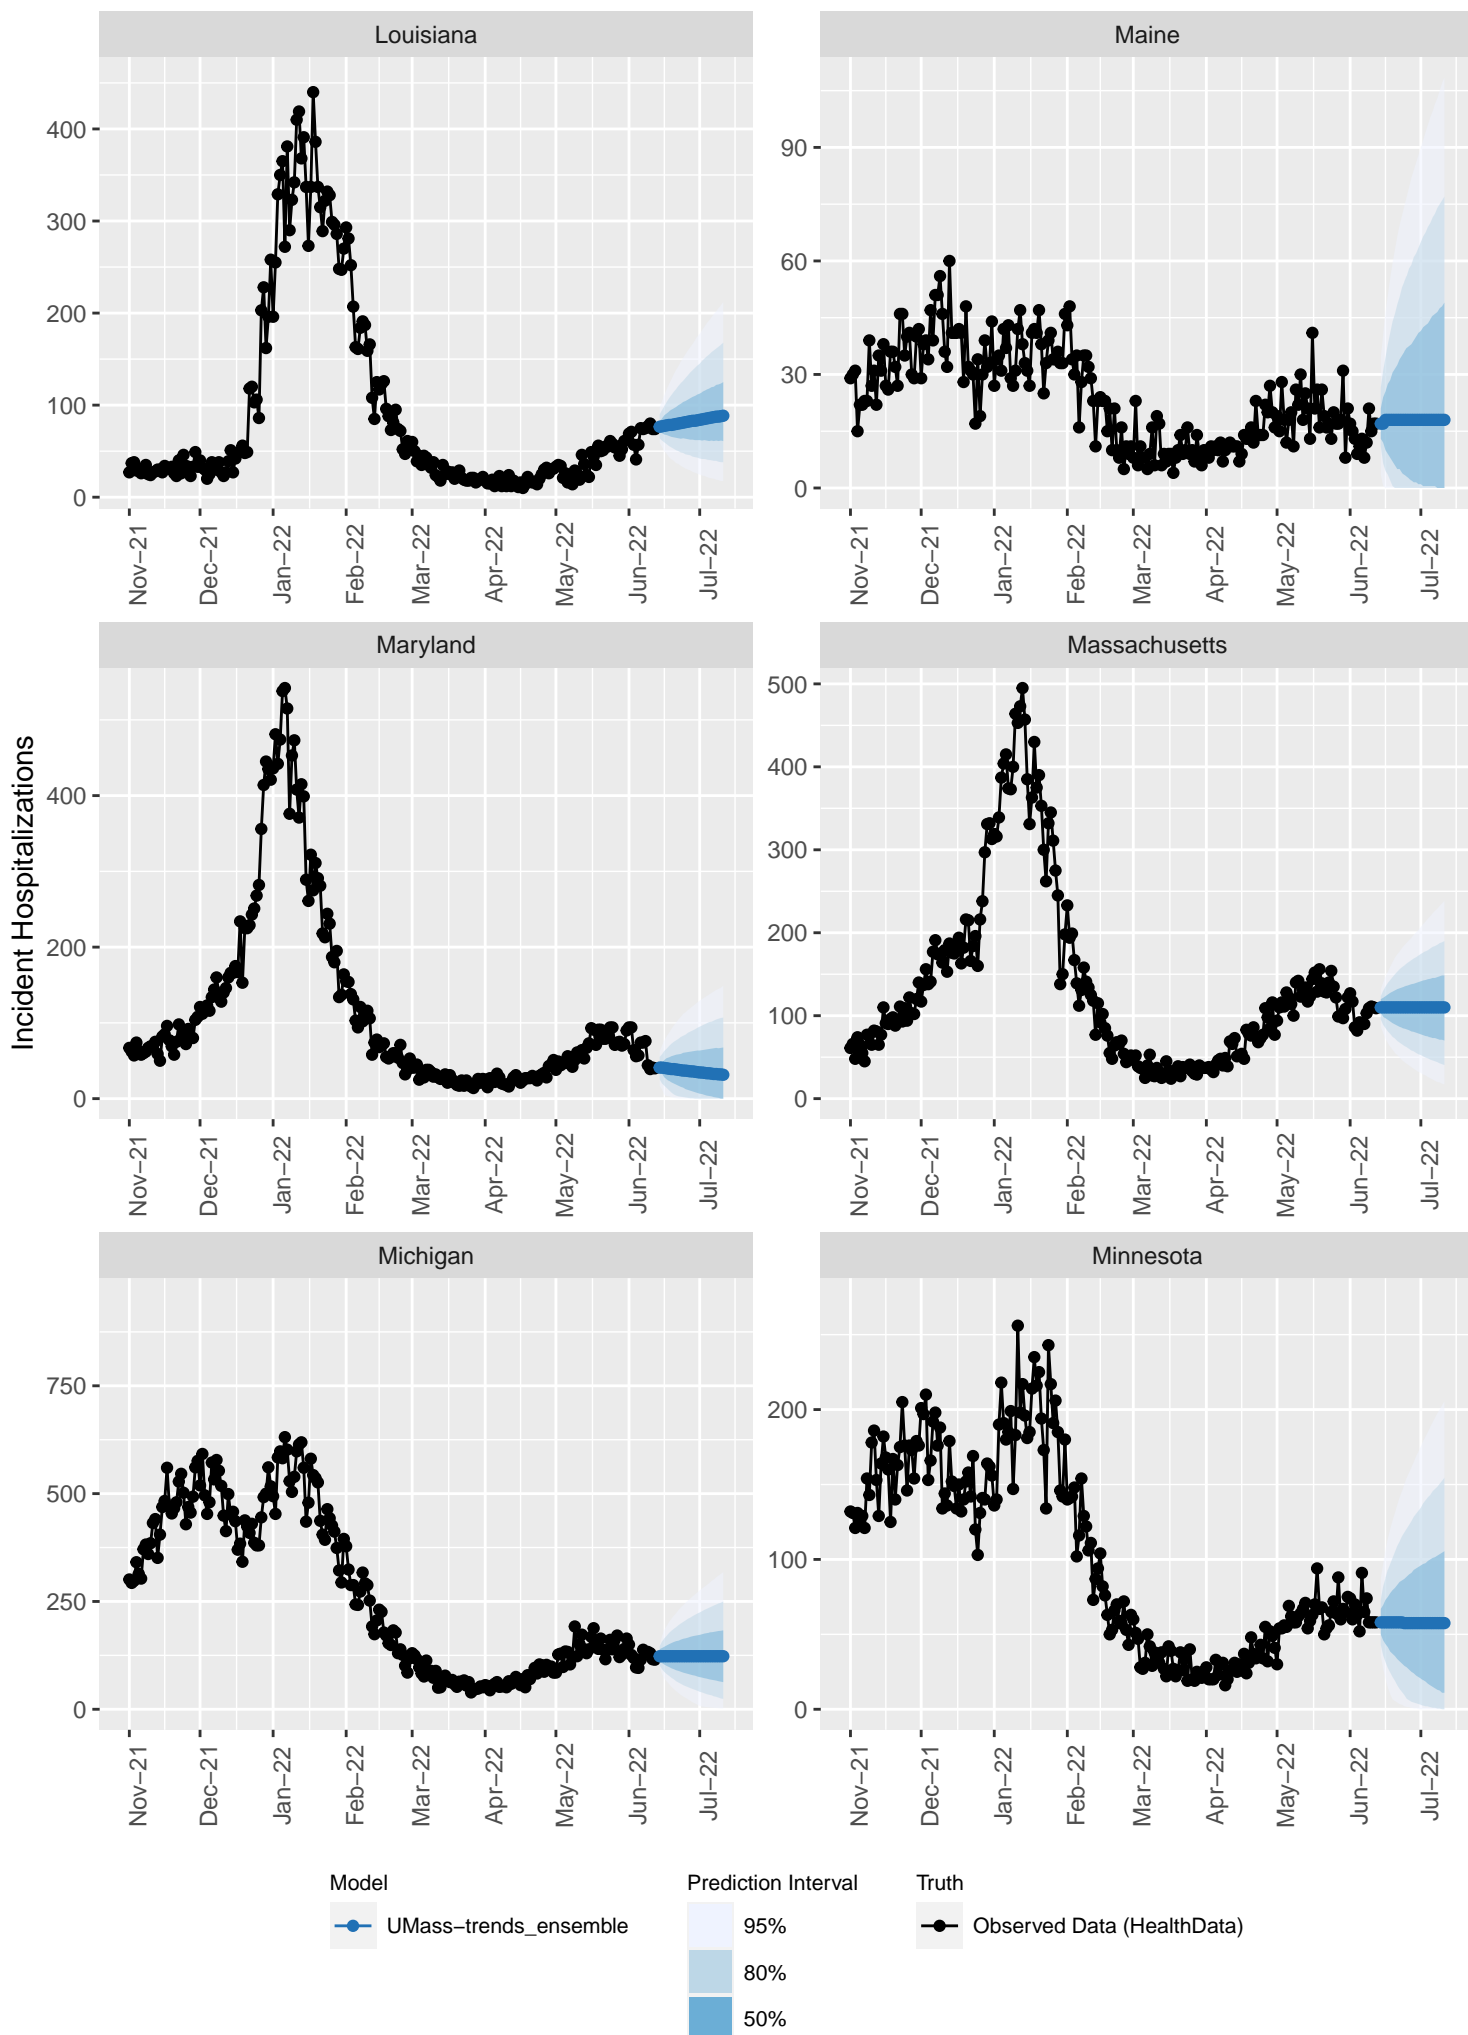 Louisiana
Maine
400
300
200
100
0
90
60
30
0
Nov−21
Dec−21
Jan−22
Feb−22
Mar−22
Apr−22
May−22
Jun−22
Jul−22
Nov−21
Dec−21
Jan−22
Feb−22
Mar−22
Apr−22
May−22
Jun−22
Jul−22
Incident Hospitalizations
Maryland
Massachusetts
400
200
0
500
400
300
200
100
0
Nov−21
Dec−21
Jan−22
Feb−22
Mar−22
Apr−22
May−22
Jun−22
Jul−22
Nov−21
Dec−21
Jan−22
Feb−22
Mar−22
Apr−22
May−22
Jun−22
Jul−22
Michigan
Minnesota
750
500
250
0
200
100
0
Nov−21
Dec−21
Jan−22
Feb−22
Mar−22
Apr−22
May−22
Jun−22
Jul−22
Nov−21
Dec−21
Jan−22
Feb−22
Mar−22
Apr−22
May−22
Jun−22
Jul−22
Model
UMass−trends_ensemble
Prediction Interval
95%
80%
50%
Truth
Observed Data (HealthData)